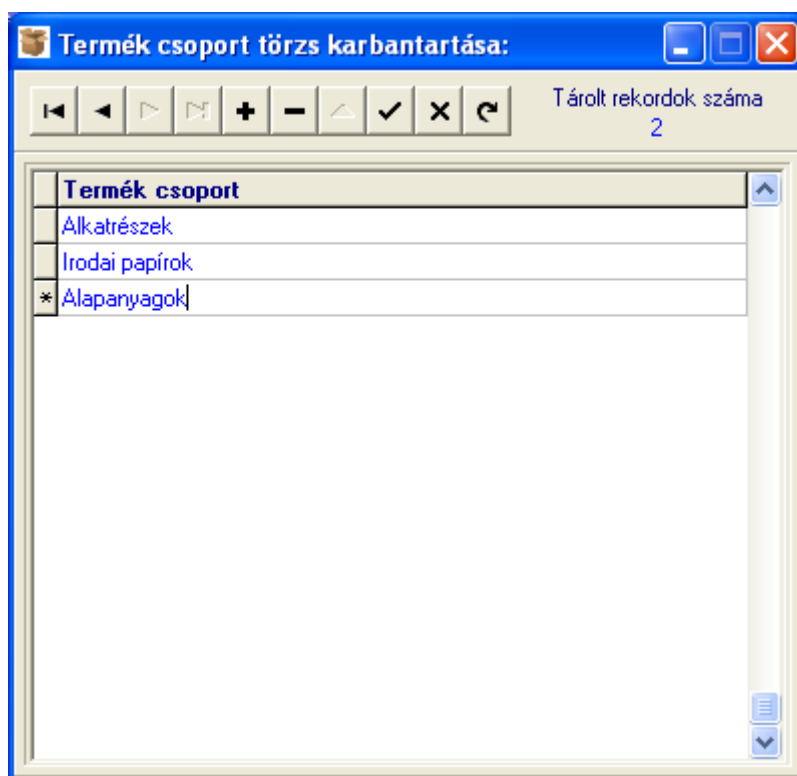 Termék csoport törzs karbantartása:
Tárolt rekordok száma
2
Termék csoport
Alkatrészek
Irodai papírok
* Alapanyagok